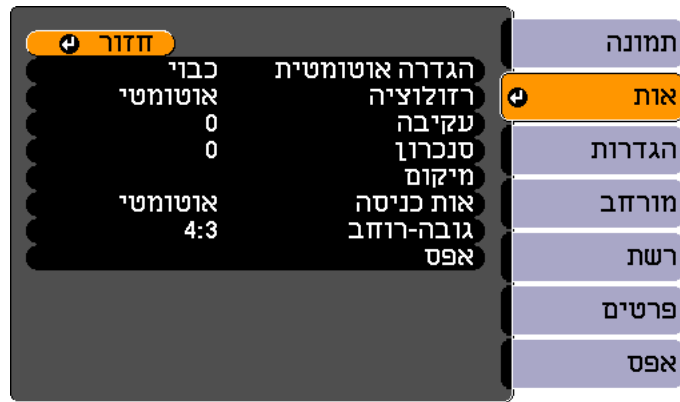 תמונה
אות
הגדרות
מורחב
רשת
פרטים
אפס
חזור
הגדרה אוטומטית כבוי
רזולוציה אוטומטי
עקיבה 0
סנכרון 0
מיקום
אות כניסה אוטומטי
גובה-רוחב 4:3
אפס